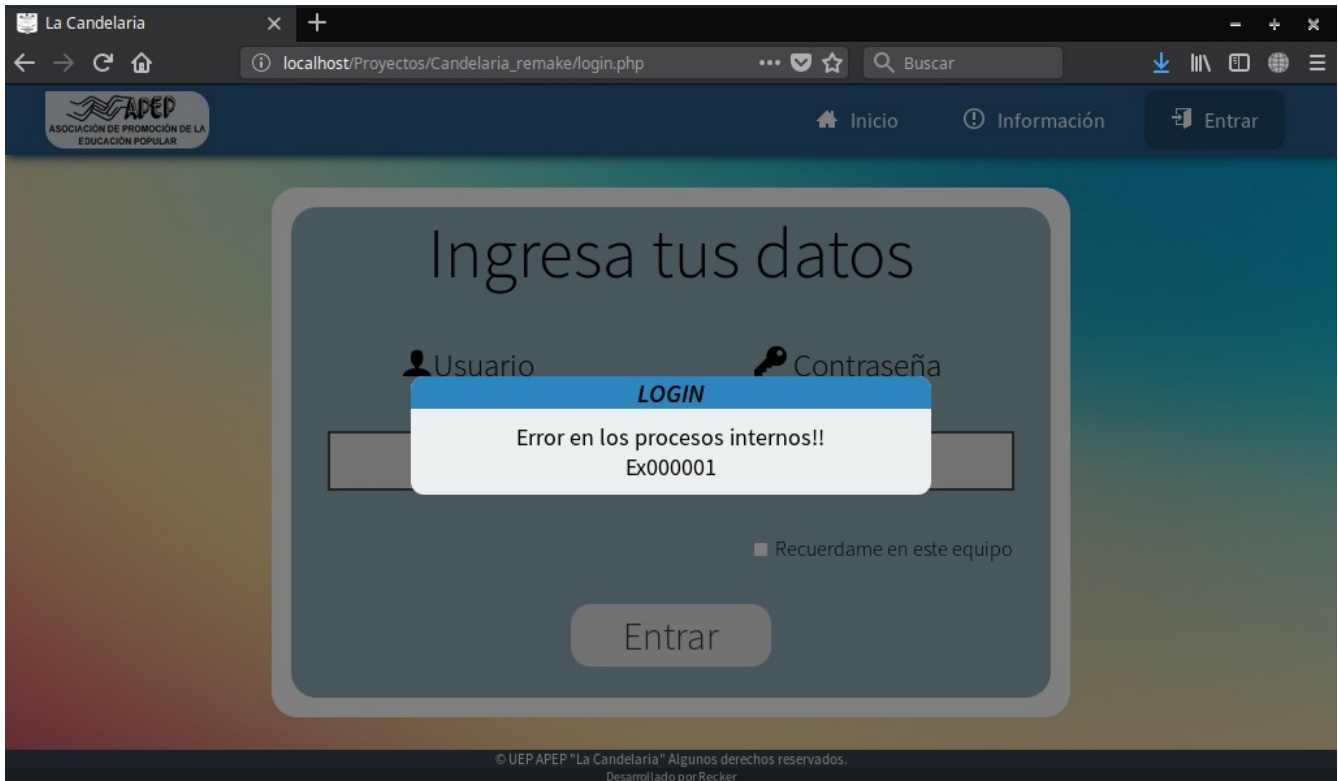 La Candelaria
localhost/Proyectos/Candelaria_remake/login.php
Buscar
APEP
ASOCIACIÓN DE PROMOCIÓN DE LA
EDUCACIÓN POPULAR
Inicio
Información
Entrar
Ingresa tus datos
Usuario
Contraseña
LOGIN
Error en los procesos internos!!
Ex000001
Recuerdame en este equipo
Entrar
© UEP APEP "La Candelaria" Algunos derechos reservados.
Desarrollado por Recker